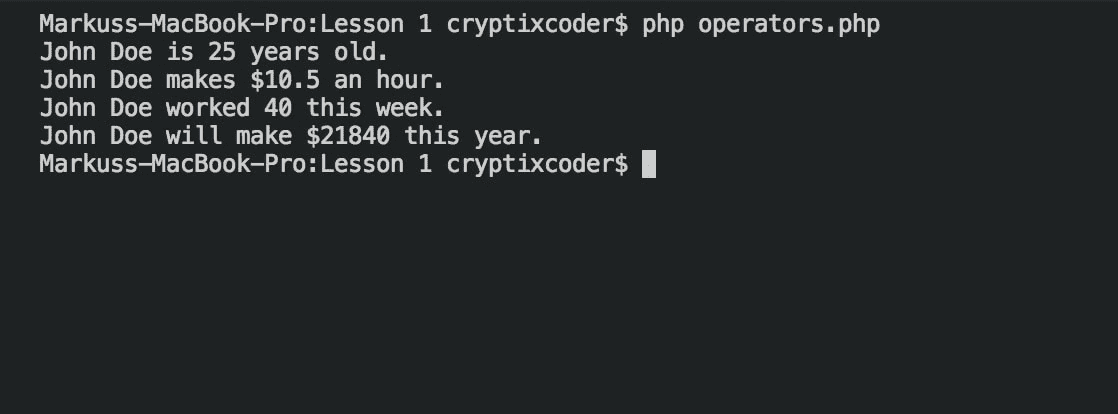 Markuss-MacBook-Pro:Lesson 1 cryptixcoder$ php operators.php
John Doe is 25 years old.
John Doe makes $10.5 an hour.
John Doe worked 40 this week.
John Doe will make $21840 this year.
Markuss-MacBook-Pro:Lesson 1 cryptixcoder$